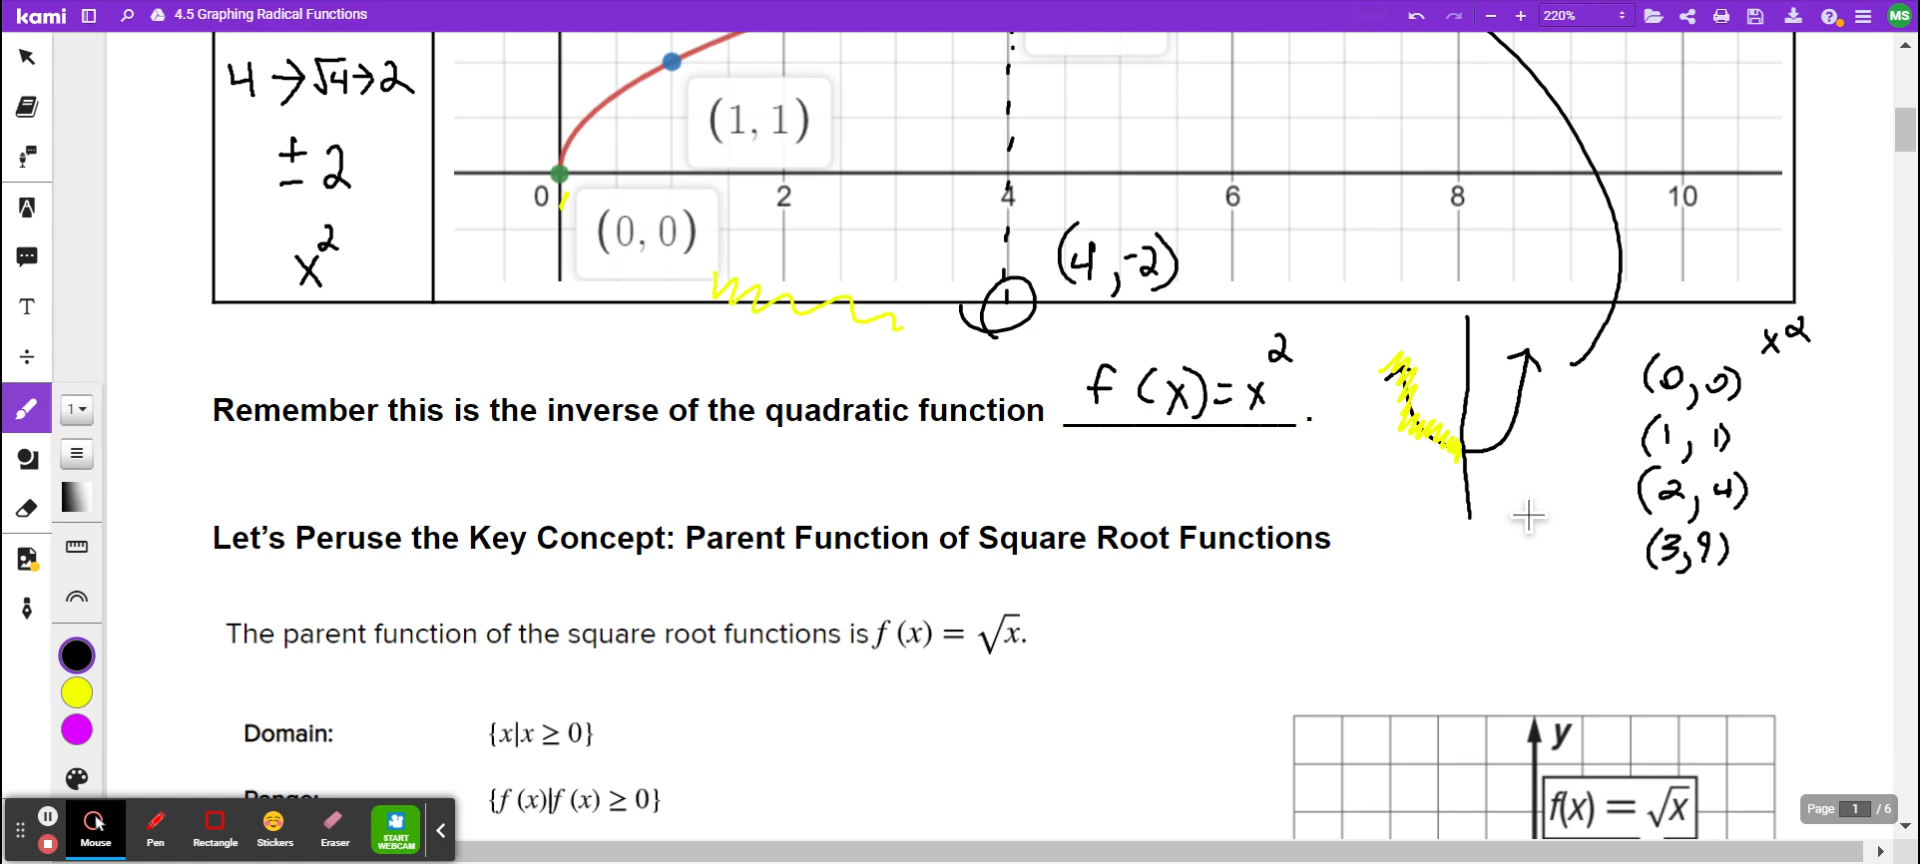 kami
4.5 Graphing Radical Functions
220%
MS
4 → √4 → 2
± 2
x²
(1, 1)
(0, 0)
0 2 4 6 8 10
(4, -2)
Remember this is the inverse of the quadratic function f(x) = x² .
x²
(0, 0)
(1, 1)
(2, 4)
(3, 9)
Let's Peruse the Key Concept: Parent Function of Square Root Functions
The parent function of the square root functions is f (x) = √x.
Domain: {x|x ≥ 0}
Range: {f (x)|f (x) ≥ 0}
y
f(x) = √x
T
1
Page 1 / 6
Mouse Pen Rectangle Stickers Eraser START WEBCAM